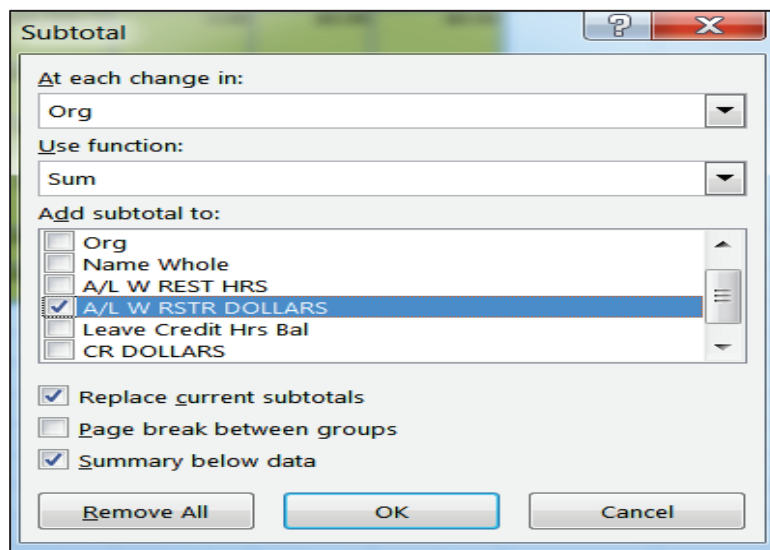 Subtotal
At each change in:
Org
Use function:
Sum
Add subtotal to:
Org
Name Whole
A/L W REST HRS
A/L W RSTR DOLLARS
Leave Credit Hrs Bal
CR DOLLARS
Replace current subtotals
Page break between groups
Summary below data
Remove All OK Cancel